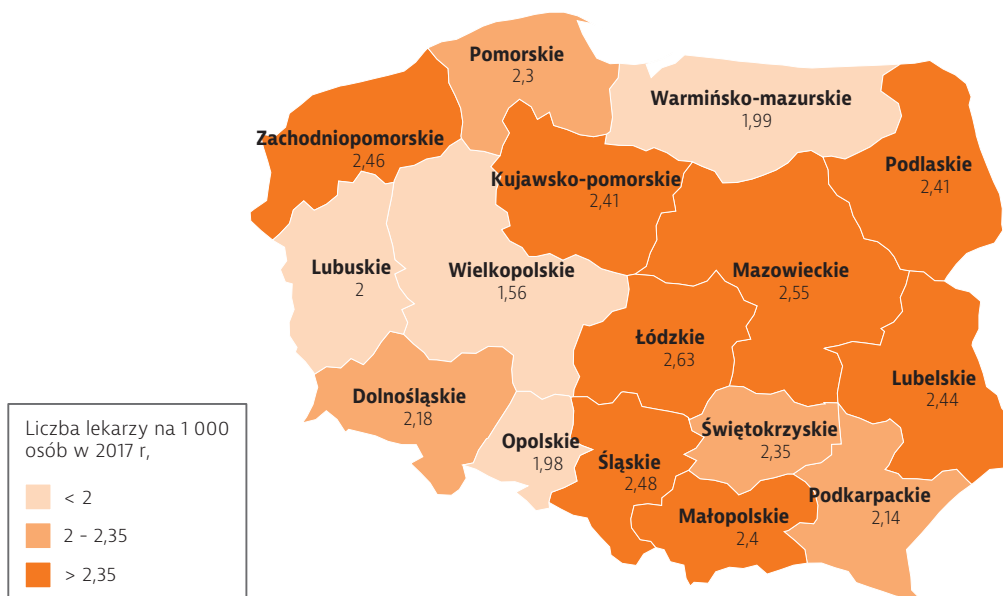 Pomorskie
2,3
Warmińsko-mazurskie
1,99
Zachodniopomorskie
2,46
Podlaskie
2,41
Kujawsko-pomorskie
2,41
Lubuskie
2
Wielkopolskie
1,56
Mazowieckie
2,55
Łódzkie
2,63
Lubelskie
2,44
Dolnośląskie
2,18
Opolskie
1,98
Świętokrzyskie
2,35
Śląskie
2,48
Podkarpackie
2,14
Małopolskie
2,4
Liczba lekarzy na 1 000
osób w 2017 r,
< 2
2 - 2,35
> 2,35